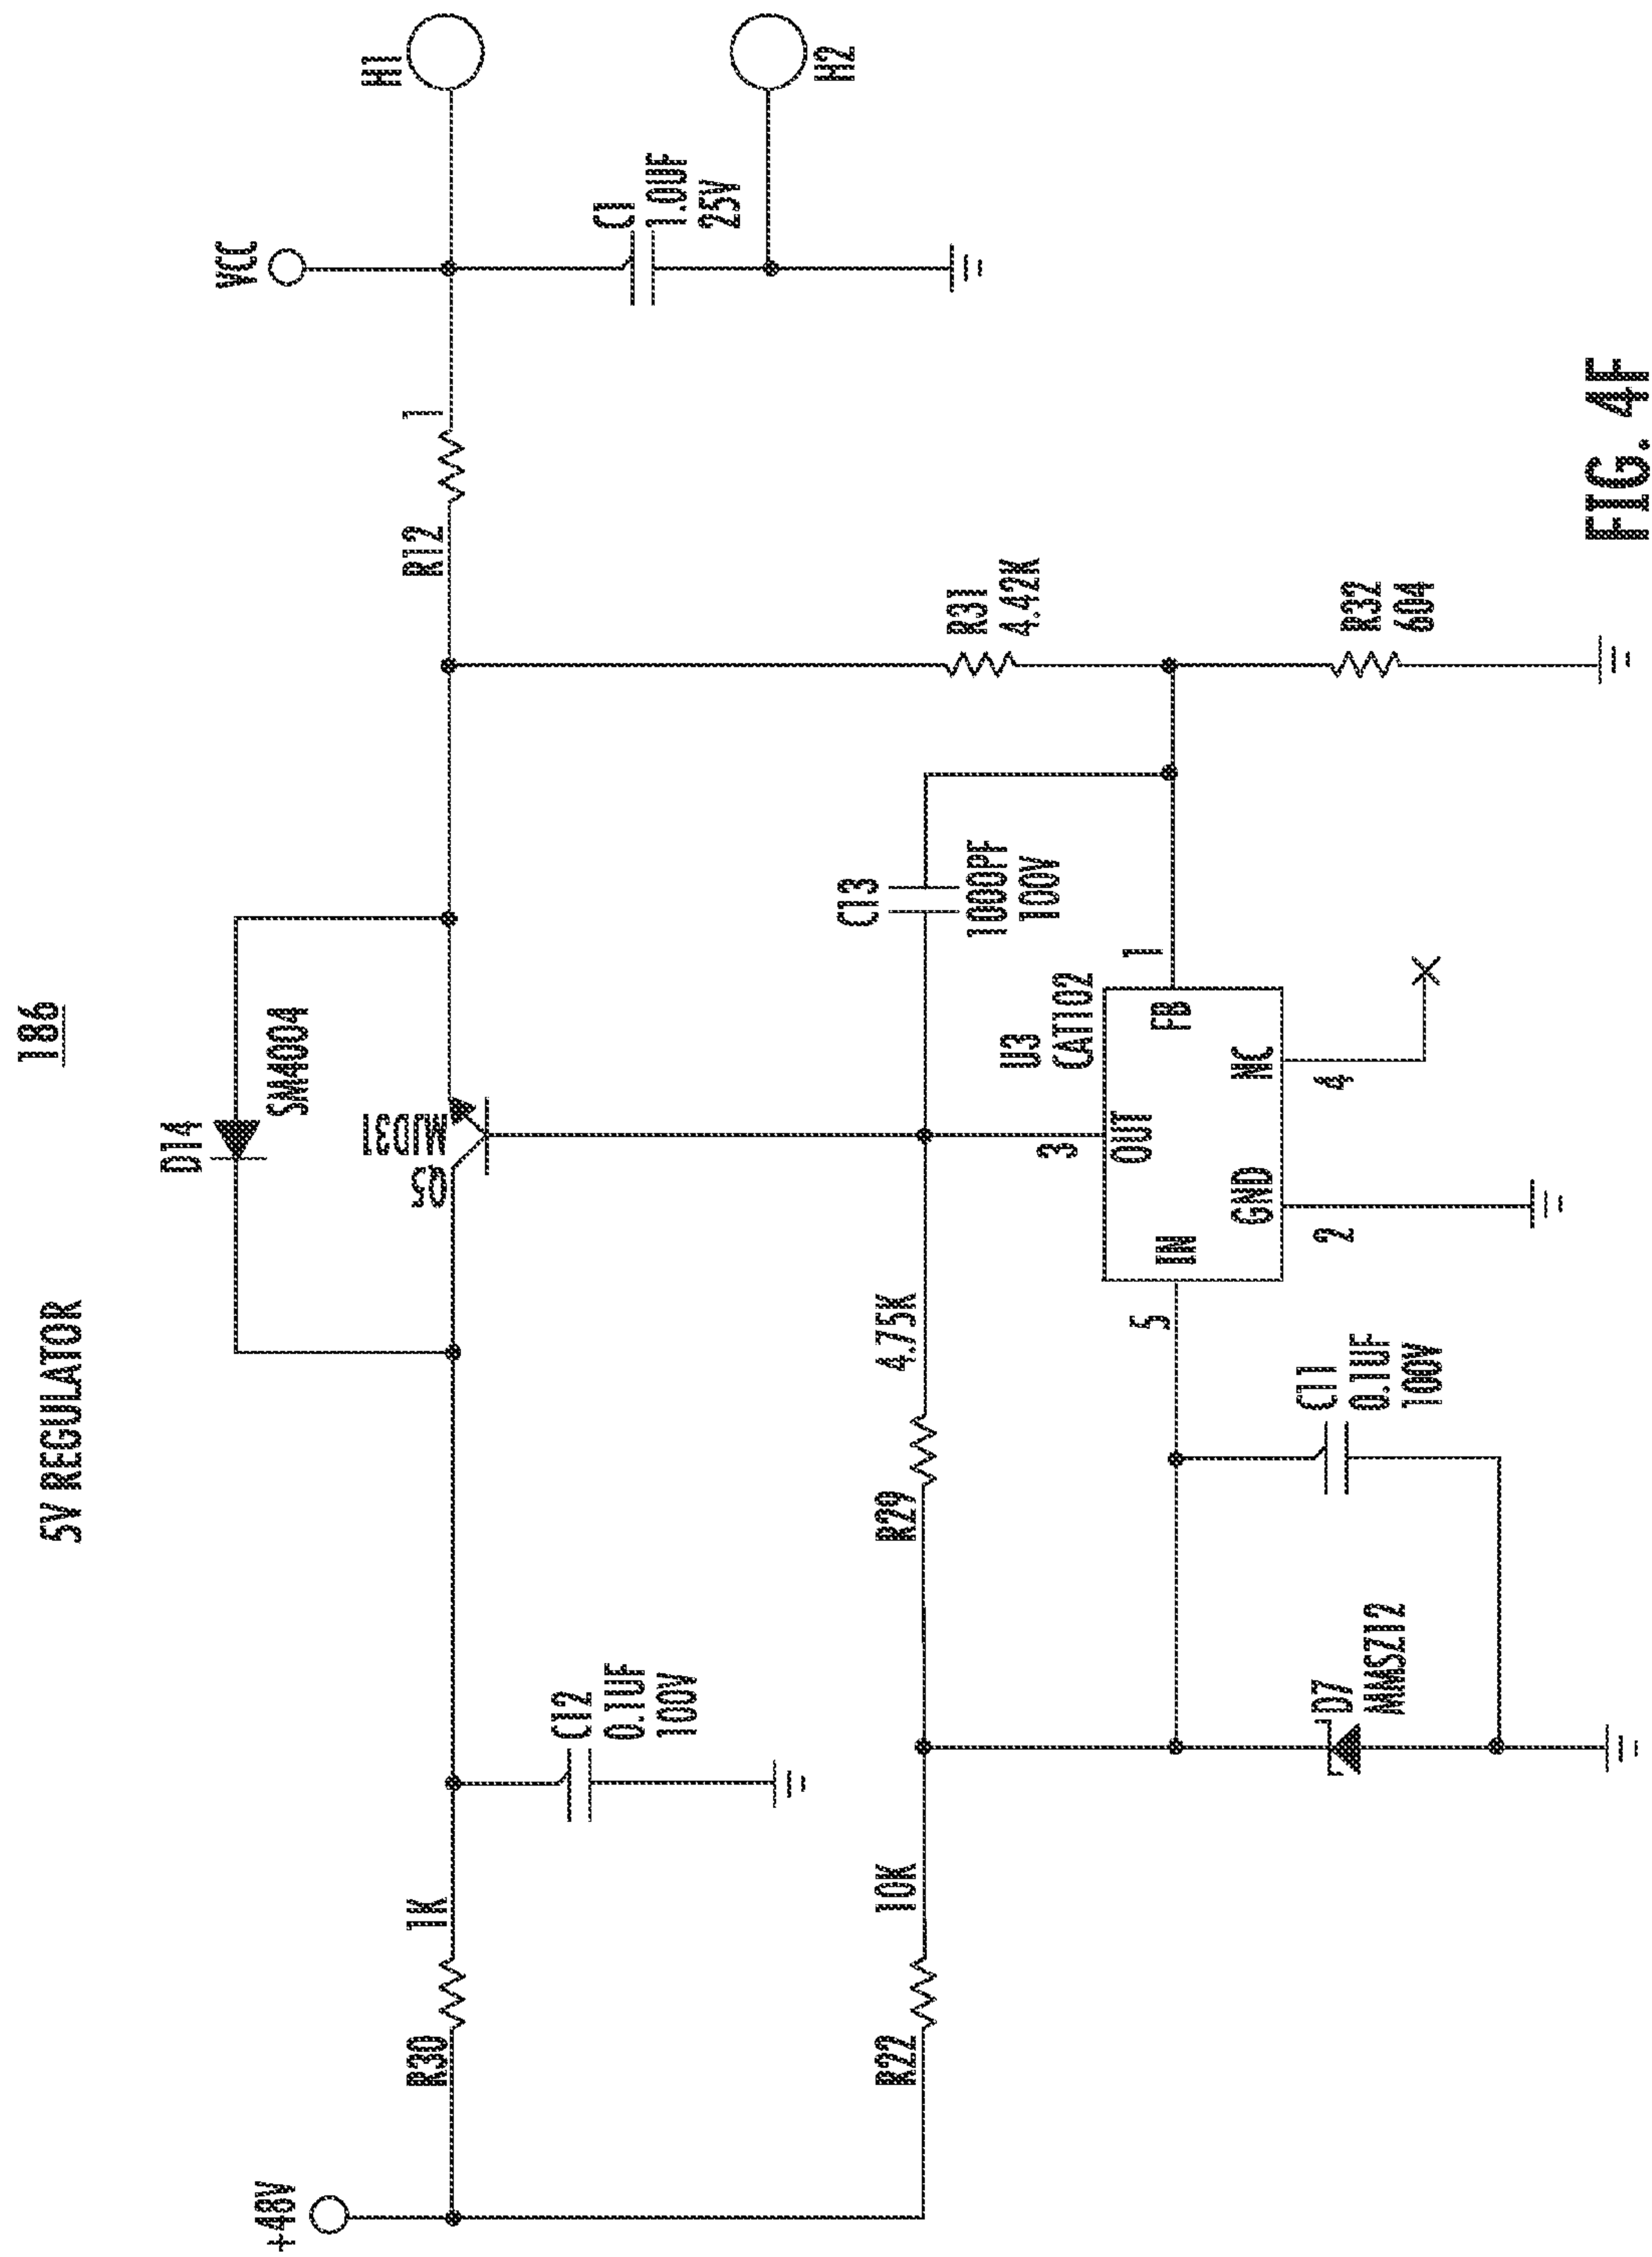 186
5V REGULATOR
D14
SM4004
+48V
R30
1K
C12
0.1UF
100V
Q5
MJD31
R12
1
VCC
H1
C1
1.0UF
25V
H2
R22
10K
R29
4.75K
C13
1000PF
100V
U3
CAT102
3
OUT
5
IN
FB
1
GND
NC
2
4
D7
MMSZ12
C11
0.1UF
100V
R31
4.42K
R32
604
FIG. 4F